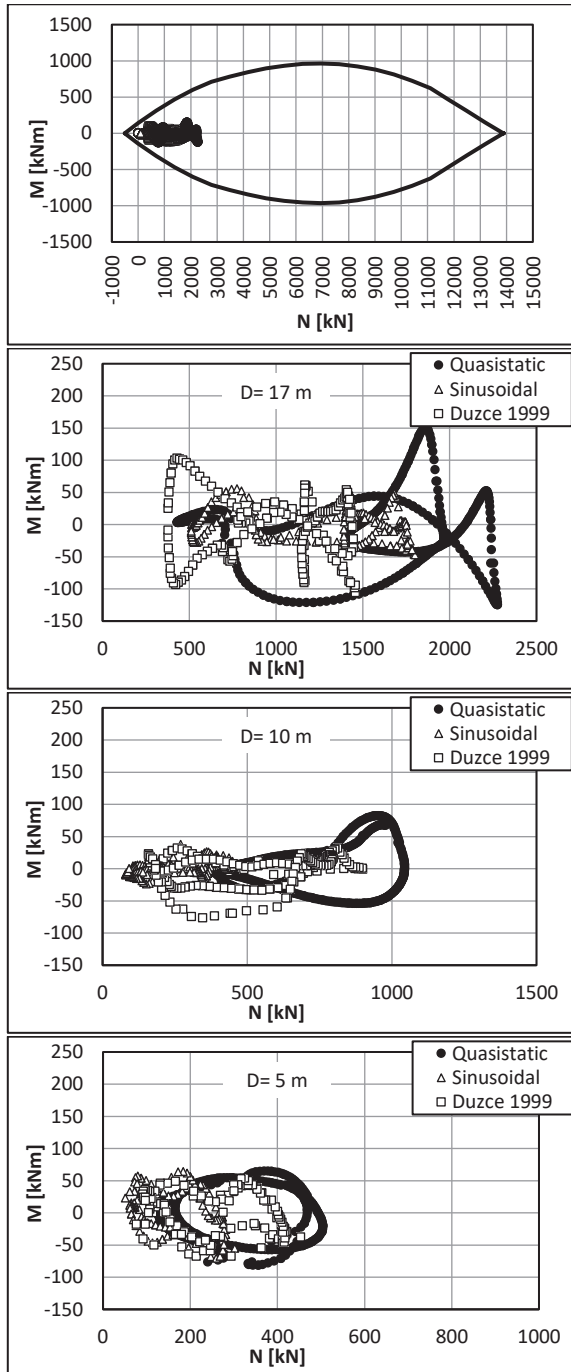 1500
1000
500
0
-500
-1000
-1500
M [kNm]
-1000
0
1000
2000
3000
4000
5000
6000
7000
8000
9000
10000
11000
12000
13000
14000
15000
N [kN]
250
200
150
100
50
0
-50
-100
-150
M [kNm]
D= 17 m
Quasistatic
Sinusoidal
Duzce 1999
0 500 1000 1500 2000 2500
N [kN]
250
200
150
100
50
0
-50
-100
-150
M [kNm]
D= 10 m
Quasistatic
Sinusoidal
Duzce 1999
0 500 1000 1500
N [kN]
250
200
150
100
50
0
-50
-100
-150
M [kNm]
D= 5 m
Quasistatic
Sinusoidal
Duzce 1999
0 200 400 600 800 1000
N [kN]